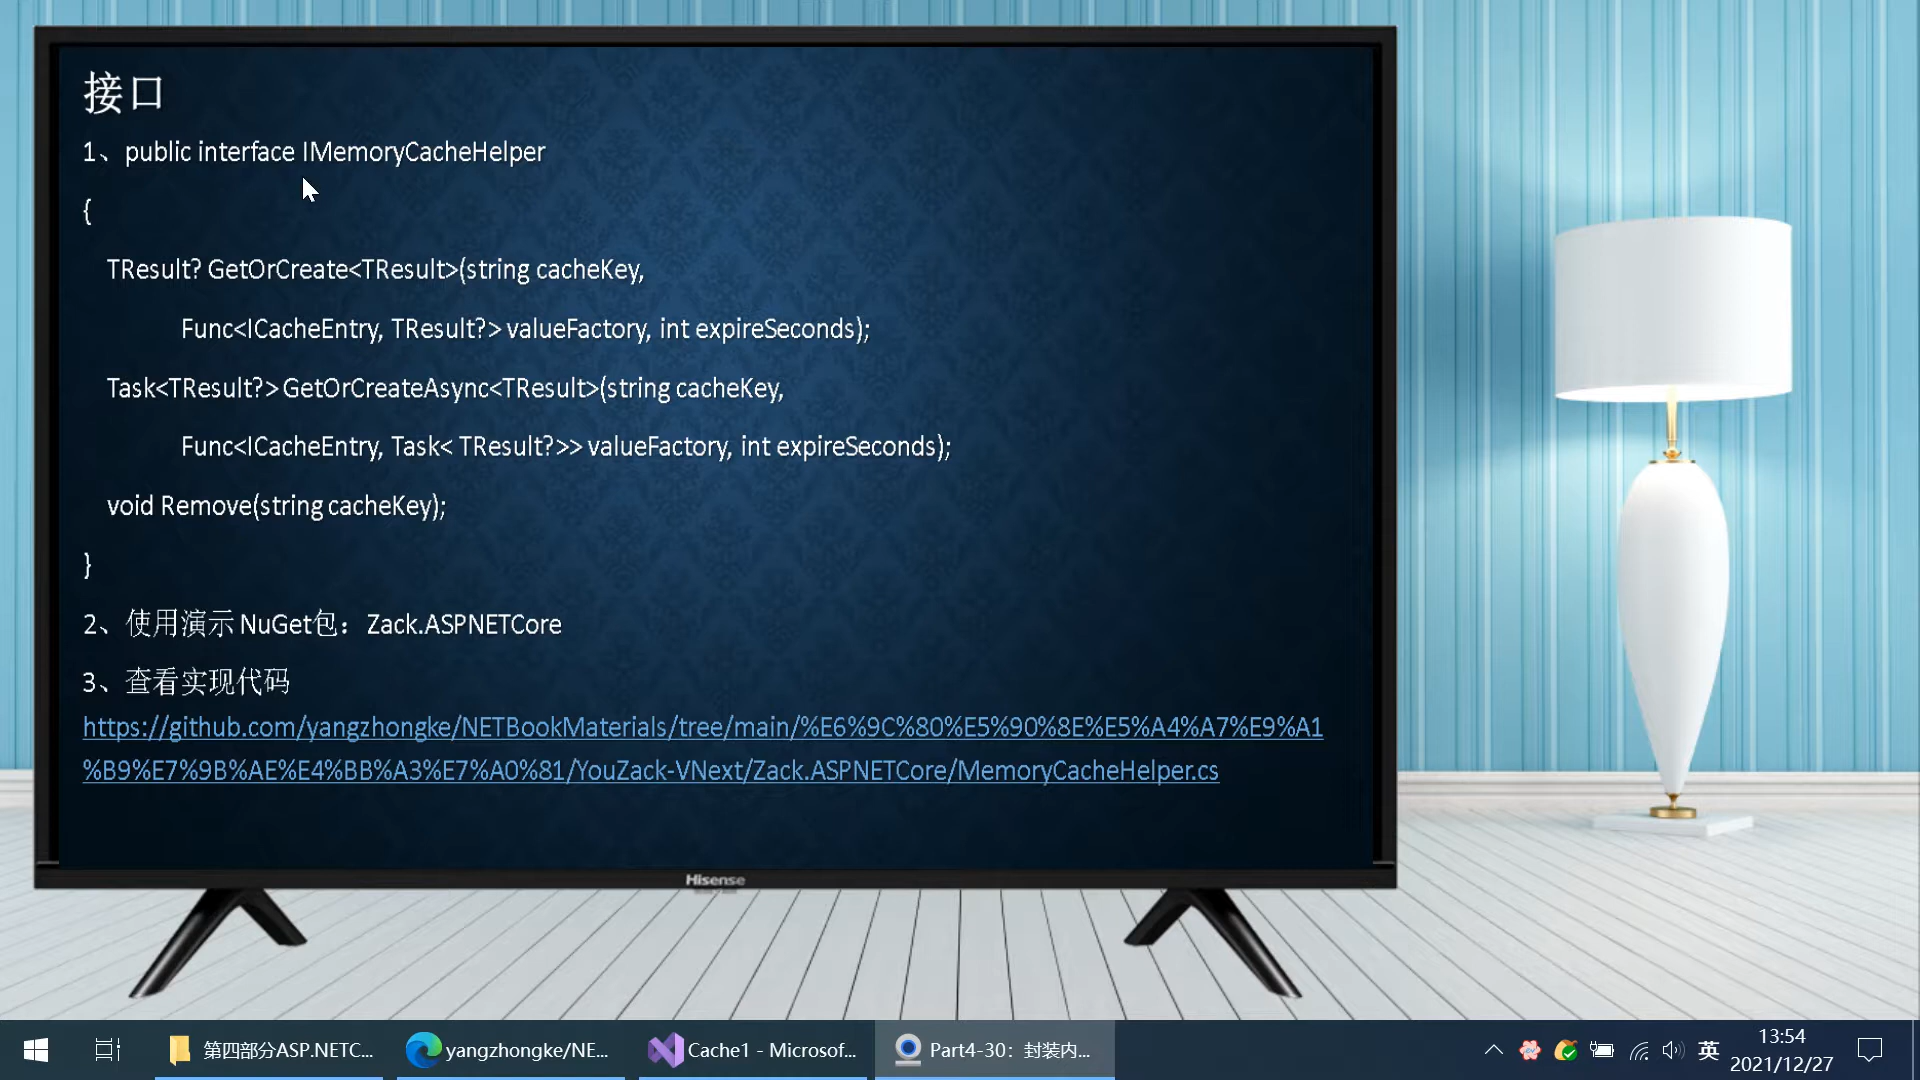 接口
1、public interface IMemoryCacheHelper
{
TResult? GetOrCreate<TResult>(string cacheKey,
Func<ICacheEntry, TResult?> valueFactory, int expireSeconds);
Task<TResult?> GetOrCreateAsync<TResult>(string cacheKey,
Func<ICacheEntry, Task< TResult?>> valueFactory, int expireSeconds);
void Remove(string cacheKey);
}
2、使用演示 NuGet包：Zack.ASPNETCore
3、查看实现代码
https://github.com/yangzhongke/NETBookMaterials/tree/main/%E6%9C%80%E5%90%8E%E5%A4%A7%E9%A1
%B9%E7%9B%AE%E4%BB%A3%E7%A0%81/YouZack-VNext/Zack.ASPNETCore/MemoryCacheHelper.cs
Hisense
第四部分ASP.NETC...
yangzhongke/NE...
Cache1 - Microsof...
Part4-30：封装内...
英
13:54
2021/12/27